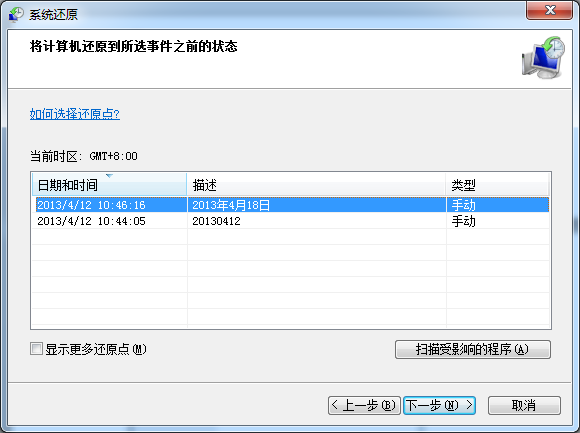 系统还原
将计算机还原到所选事件之前的状态
如何选择还原点?
当前时区: GMT+8:00
日期和时间 描述 类型
2013/4/12 10:46:16 2013年4月18日 手动
2013/4/12 10:44:05 20130412 手动
显示更多还原点(M) 扫描受影响的程序(A)
< 上一步(B) 下一步(N) > 取消